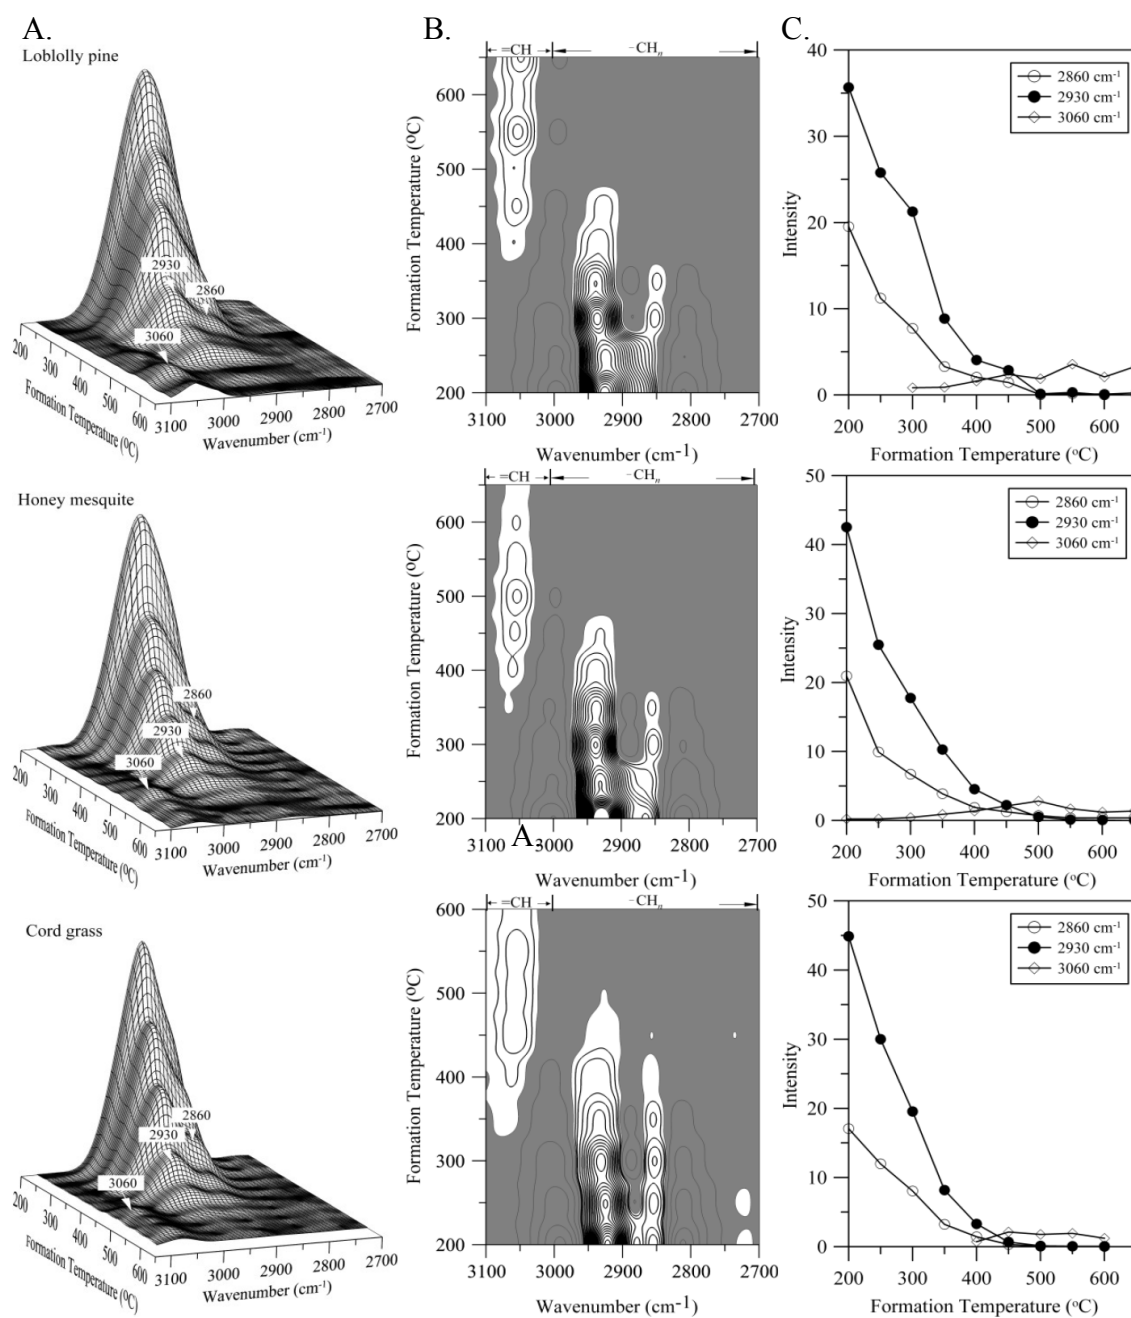 A.
B.
C.
Loblolly pine
2930
2860
3060
200
300
400
500
600
Formation Temperature (⁰C)
3100
3000
2900
2800
2700
Wavenumber (cm⁻¹)
=CH
−CHₙ
Formation Temperature (⁰C)
600
500
400
300
200
3100
3000
2900
2800
2700
Wavenumber (cm⁻¹)
40
30
20
10
0
Intensity
2860 cm⁻¹
2930 cm⁻¹
3060 cm⁻¹
200
300
400
500
600
Formation Temperature (ºC)
Honey mesquite
2860
2930
3060
200
300
400
500
600
Formation Temperature (⁰C)
3100
3000
2900
2800
2700
Wavenumber (cm⁻¹)
=CH
−CHₙ
Formation Temperature (⁰C)
600
500
400
300
200
3100
3000
2900
2800
2700
A
Wavenumber (cm⁻¹)
50
40
30
20
10
0
Intensity
2860 cm⁻¹
2930 cm⁻¹
3060 cm⁻¹
200
300
400
500
600
Formation Temperature (ºC)
Cord grass
2860
2930
3060
200
300
400
500
600
Formation Temperature (⁰C)
3100
3000
2900
2800
2700
Wavenumber (cm⁻¹)
=CH
−CHₙ
Formation Temperature (⁰C)
600
500
400
300
200
3100
3000
2900
2800
2700
Wavenumber (cm⁻¹)
50
40
30
20
10
0
Intensity
2860 cm⁻¹
2930 cm⁻¹
3060 cm⁻¹
200
300
400
500
600
Formation Temperature (ºC)